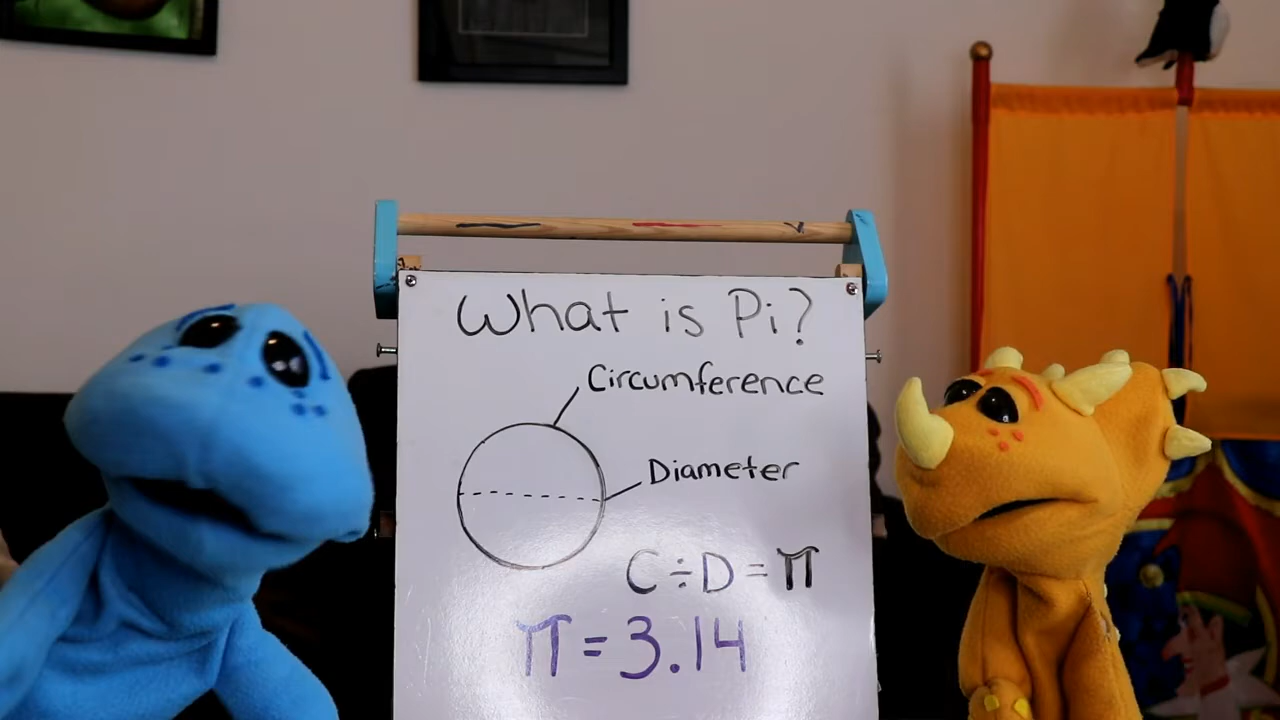 What is Pi?
Circumference
Diameter
C ÷ D = π
π = 3.14